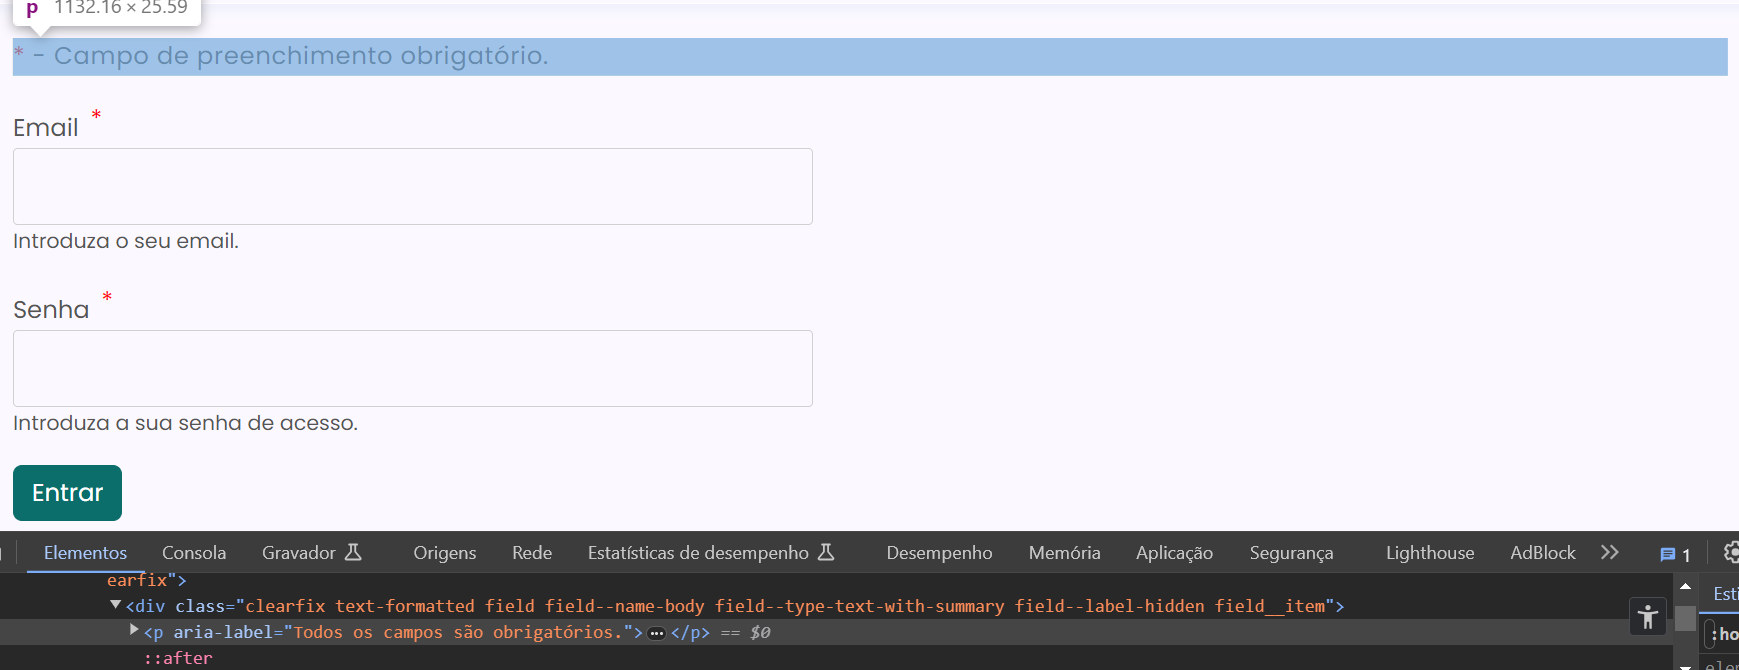 p 1132.16 × 25.59
* - Campo de preenchimento obrigatório.
Email *
Introduza o seu email.
Senha *
Introduza a sua senha de acesso.
Entrar
Elementos Consola Gravador Origens Rede Estatísticas de desempenho Desempenho Memória Aplicação Segurança Lighthouse AdBlock 1
earfix">
<div class="clearfix text-formatted field field--name-body field--type-text-with-summary field--label-hidden field__item"> Esti
<p aria-label="Todos os campos são obrigatórios."> ••• </p> == $0 :ho
::after